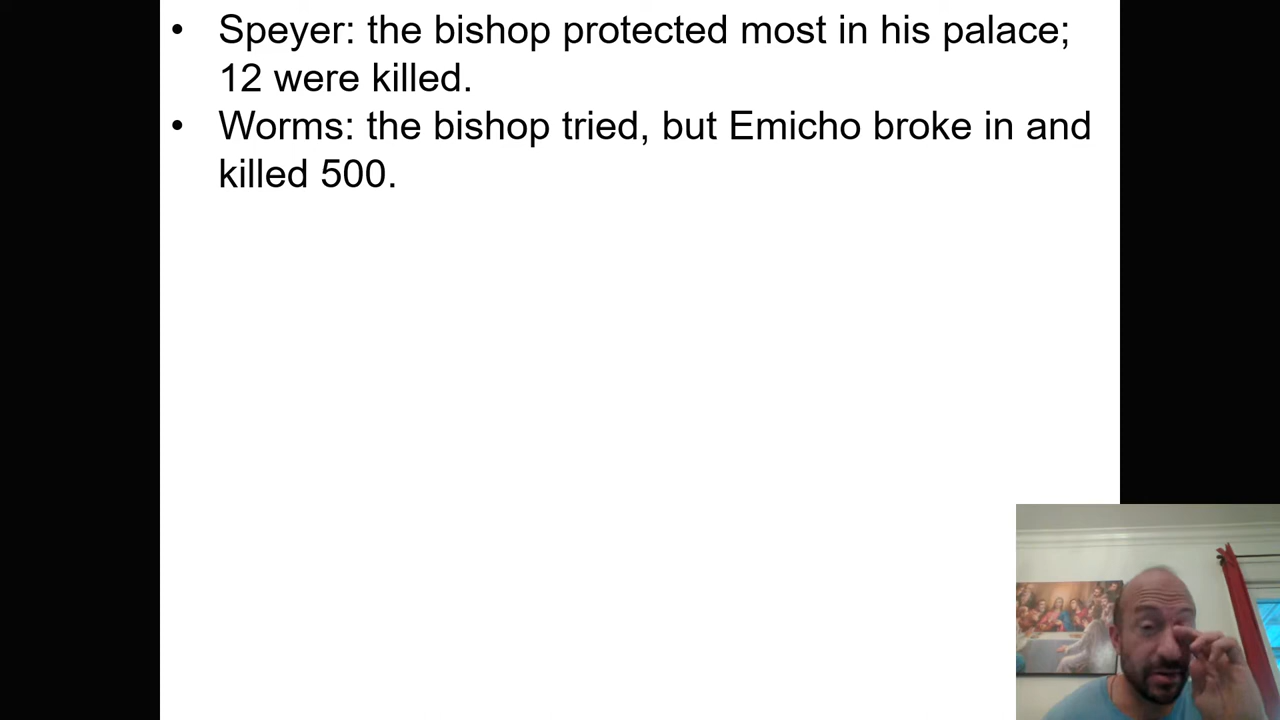 • Speyer: the bishop protected most in his palace;
12 were killed.
• Worms: the bishop tried, but Emicho broke in and
killed 500.